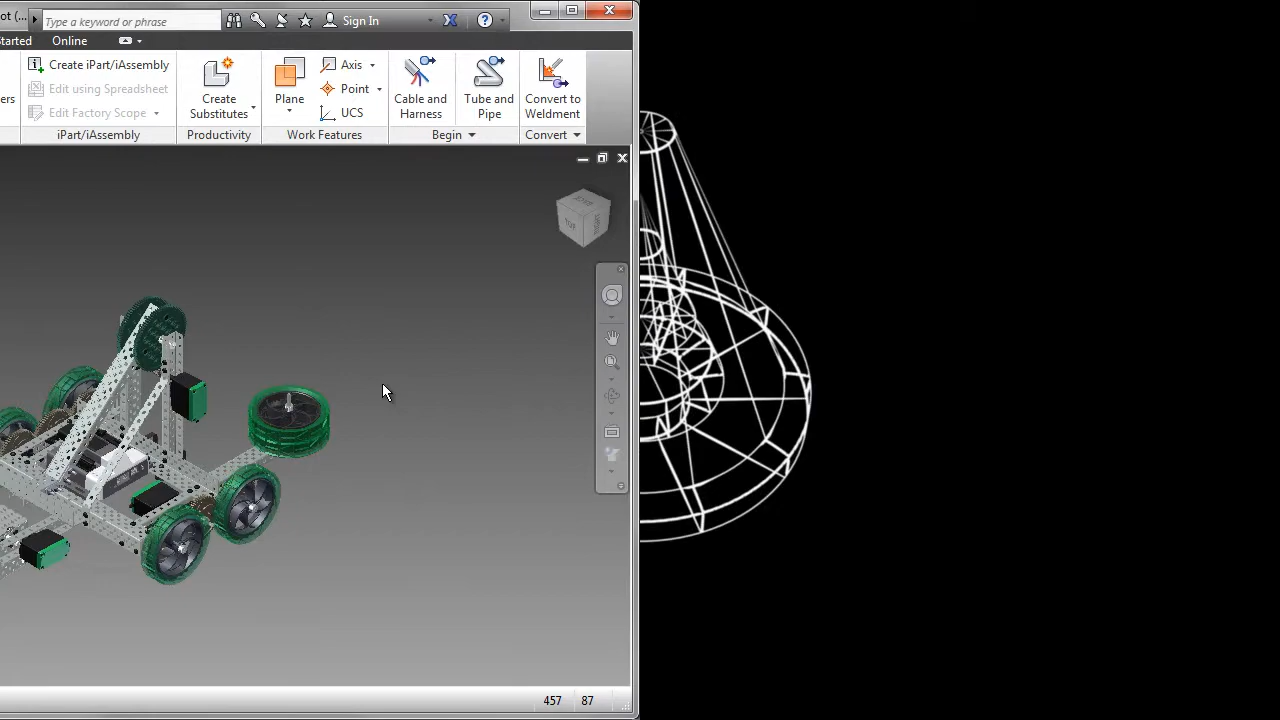 ot (...
Type a keyword or phrase
Sign In
tarted
Online
ers
Create iPart/iAssembly
Edit using Spreadsheet
Edit Factory Scope
iPart/iAssembly
Create
Substitutes
Productivity
Plane
Axis
Point
UCS
Work Features
Cable and
Harness
Tube and
Pipe
Begin
Convert to
Weldment
Convert
457 87